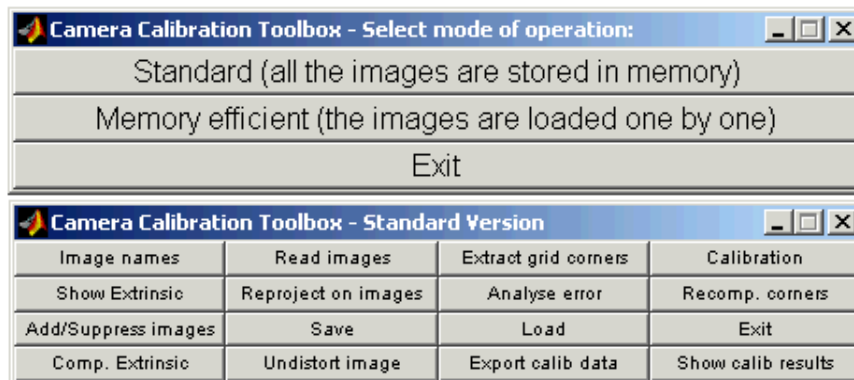 Camera Calibration Toolbox - Select mode of operation:
Standard (all the images are stored in memory)
Memory efficient (the images are loaded one by one)
Exit
Camera Calibration Toolbox - Standard Version
Image names Read images Extract grid corners Calibration
Show Extrinsic Reproject on images Analyse error Recomp. corners
Add/Suppress images Save Load Exit
Comp. Extrinsic Undistort image Export calib data Show calib results